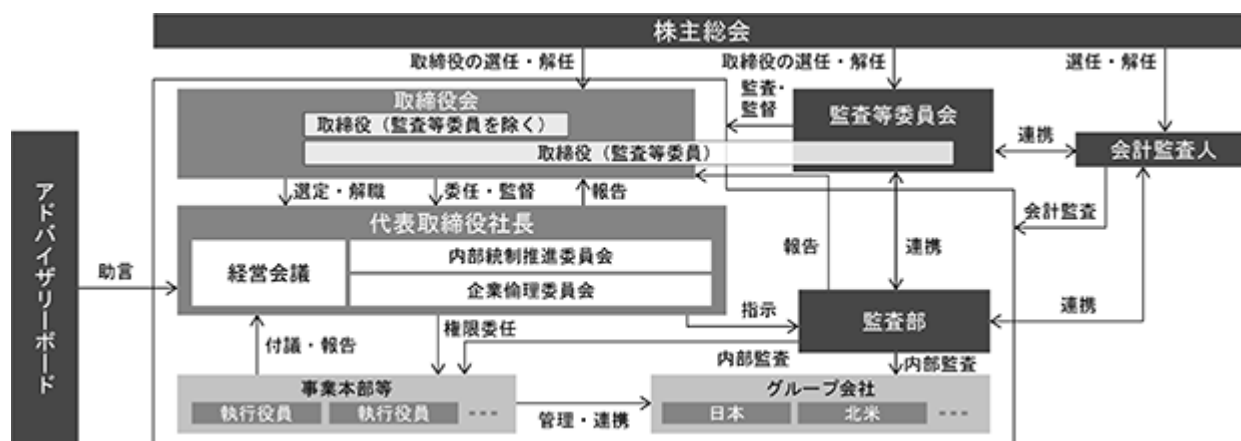 株主総会
取締役の選任・解任
取締役の選任・解任
選任・解任
取締役会
取締役（監査等委員を除く）
取締役（監査等委員）
監査・
監督
監査等委員会
連携
会計監査人
選定・解職
委任・監督
報告
会計監査
アドバイザリーボード
助言
代表取締役社長
経営会議
内部統制推進委員会
企業倫理委員会
報告
連携
指示
監査部
連携
付議・報告
権限委任
内部監査
内部監査
事業本部等
執行役員
執行役員
---
管理・連携
グループ会社
日本
北米
---